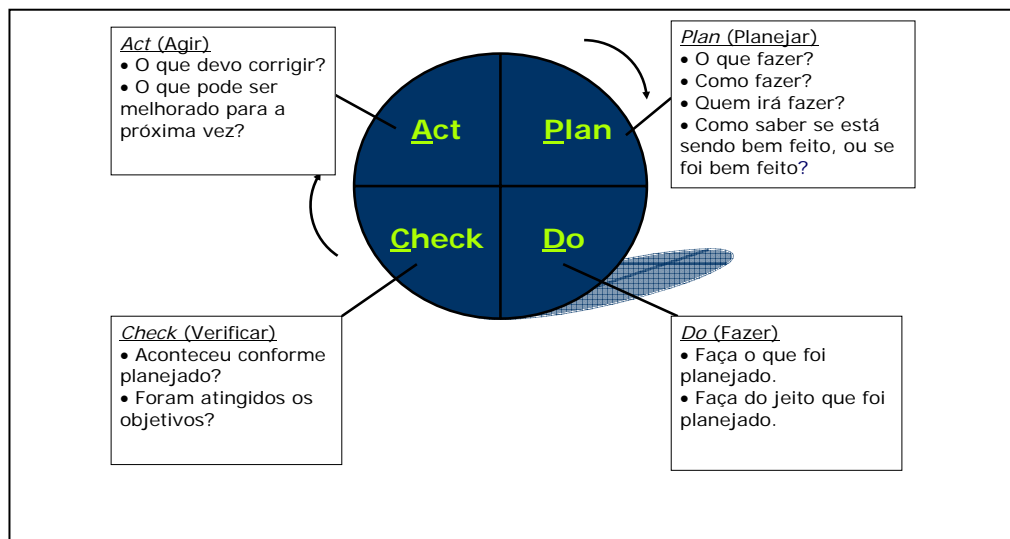 Act (Agir)
• O que devo corrigir?
• O que pode ser
melhorado para a
próxima vez?
Plan (Planejar)
• O que fazer?
• Como fazer?
• Quem irá fazer?
• Como saber se está
sendo bem feito, ou se
foi bem feito?
Act
Plan
Check
Do
Check (Verificar)
• Aconteceu conforme
planejado?
• Foram atingidos os
objetivos?
Do (Fazer)
• Faça o que foi
planejado.
• Faça do jeito que foi
planejado.